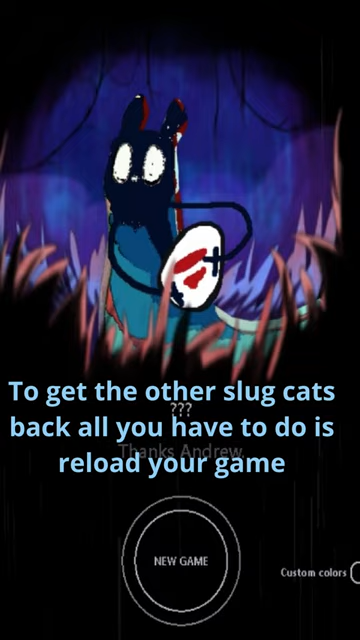 To get the other slug cats
???
back all you have to do is
Thanks Andrew.
reload your game
NEW GAME
Custom colors